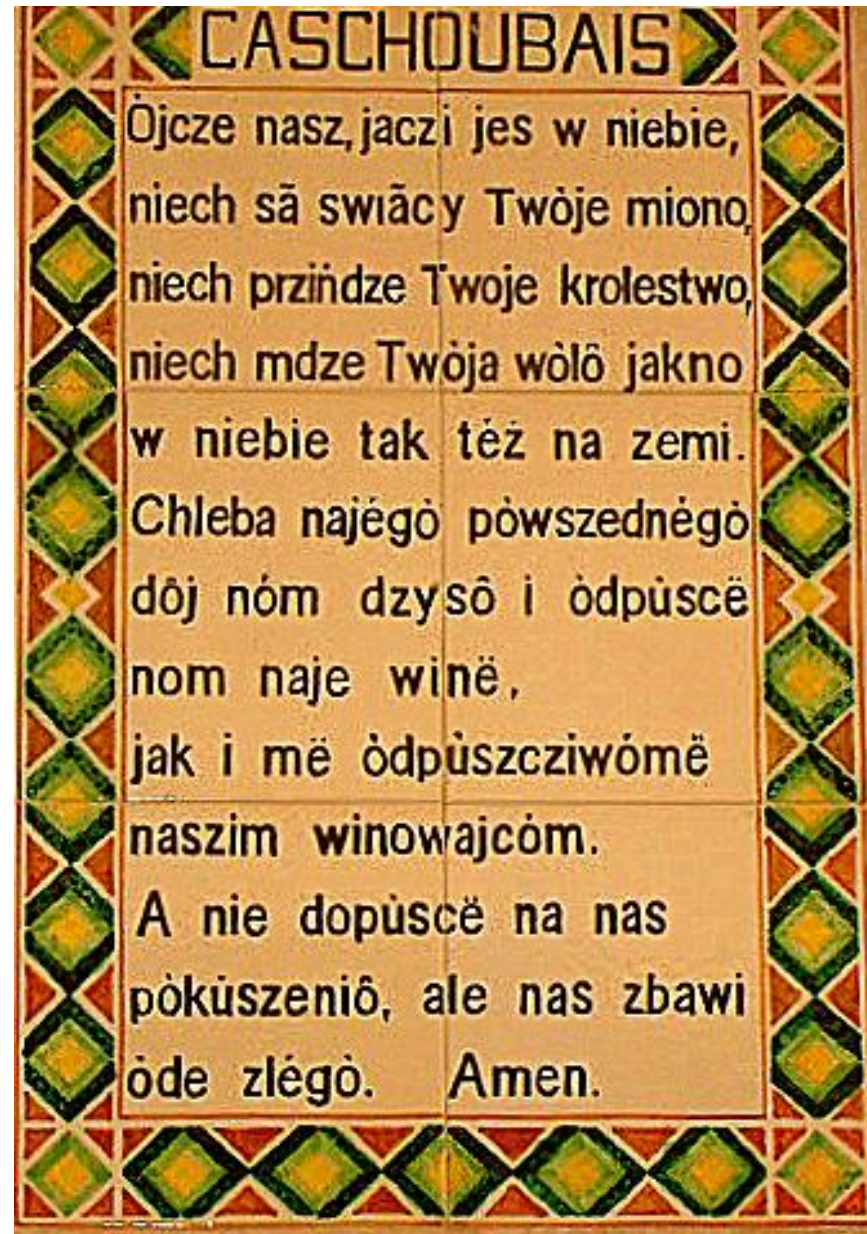 CASCHOUBAIS
Òjcze nasz, jaczi jes w niebie,
niech sã swiãcy Twòje miono,
niech przińdze Twoje krolestwo,
niech mdze Twòja wòlô jakno
w niebie tak téż na zemi.
Chleba najégò pòwszednégò
dôj nóm dzysô i òdpùscë
nom naje winë,
jak i më òdpùszcziwómë
naszim winowajcóm.
A nie dopùscë na nas
pòkùszeniô, ale nas zbawi
òde zlégò. Amen.